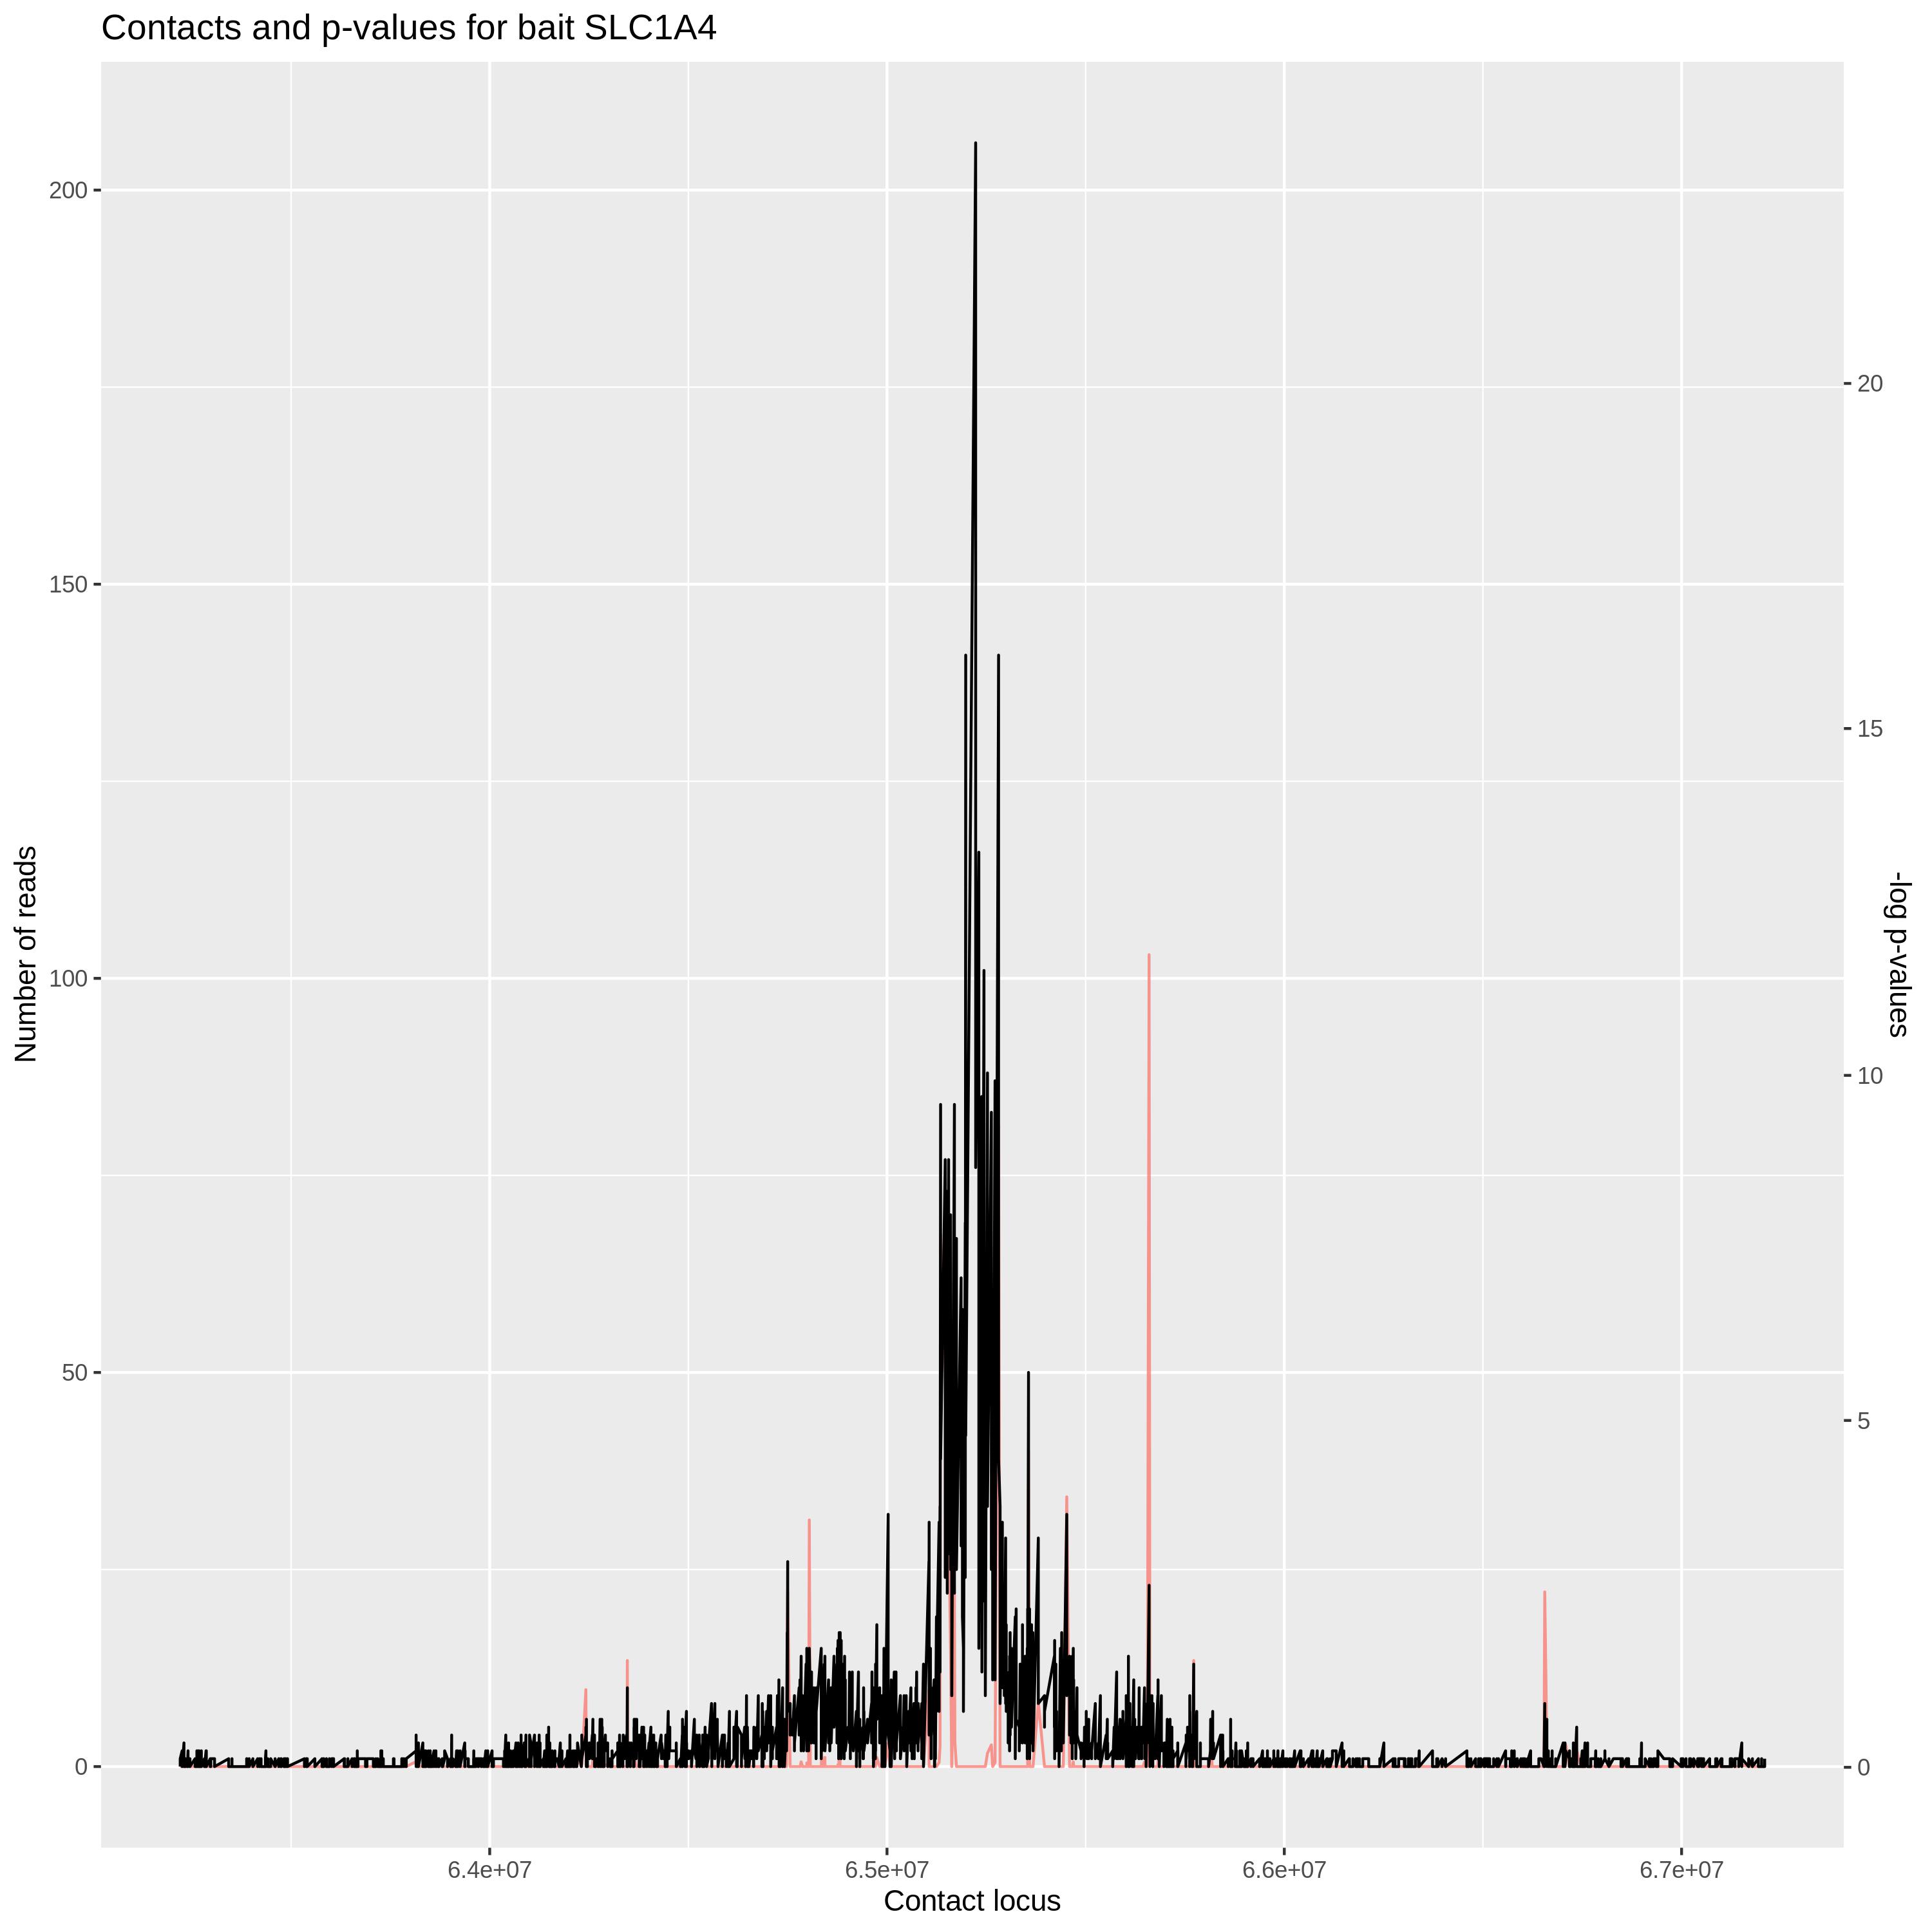 Contacts and p-values for bait SLC1A4
200
150
100
50
0
Number of reads
20
15
10
5
0
-log p-values
6.4e+07
6.5e+07
6.6e+07
6.7e+07
Contact locus